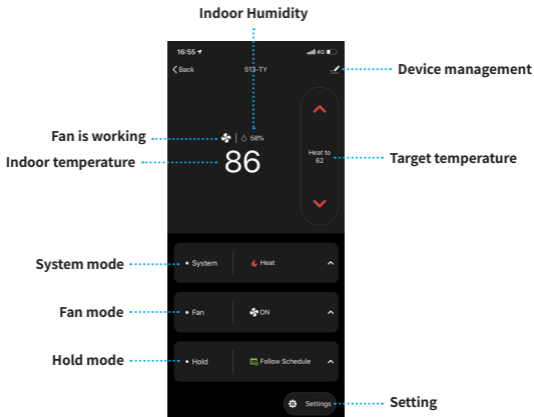 Indoor Humidity
16:55 4G
Back 513-TY
Device management
Fan is working
58%
Indoor temperature
86
Heat to
62
Target temperature
System mode
• System Heat
Fan mode
• Fan ON
Hold mode
• Hold Follow Schedule
Settings
Setting